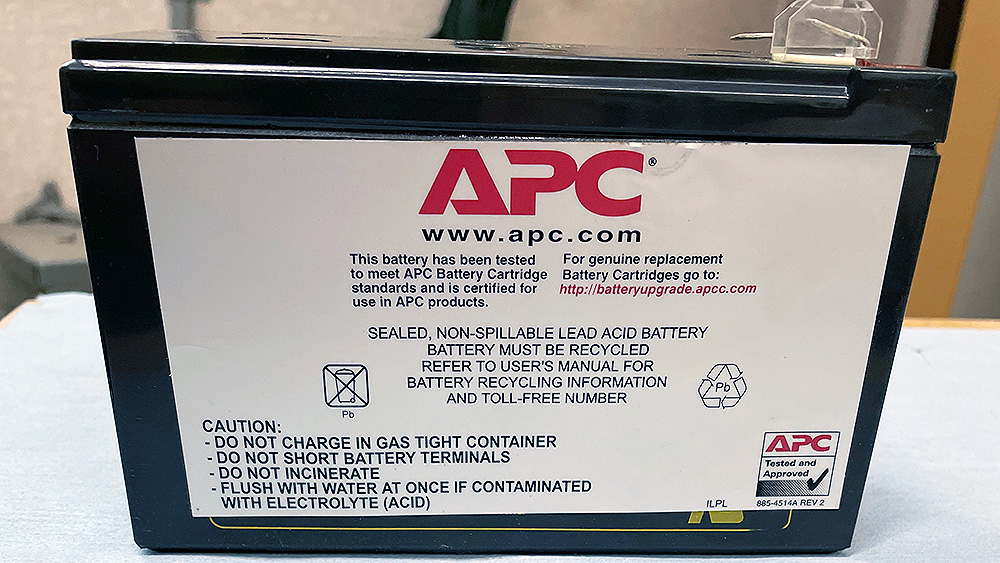 APC®
www.apc.com
This battery has been tested
to meet APC Battery Cartridge
standards and is certified for
use in APC products.
For genuine replacement
Battery Cartridges go to:
http://batteryupgrade.apcc.com
SEALED, NON-SPILLABLE LEAD ACID BATTERY
BATTERY MUST BE RECYCLED
REFER TO USER'S MANUAL FOR
BATTERY RECYCLING INFORMATION
AND TOLL-FREE NUMBER
Pb
Pb
CAUTION:
- DO NOT CHARGE IN GAS TIGHT CONTAINER
- DO NOT SHORT BATTERY TERMINALS
- DO NOT INCINERATE
- FLUSH WITH WATER AT ONCE IF CONTAMINATED
WITH ELECTROLYTE (ACID)
APC
Tested and
Approved
ILPL
885-4514A REV 2